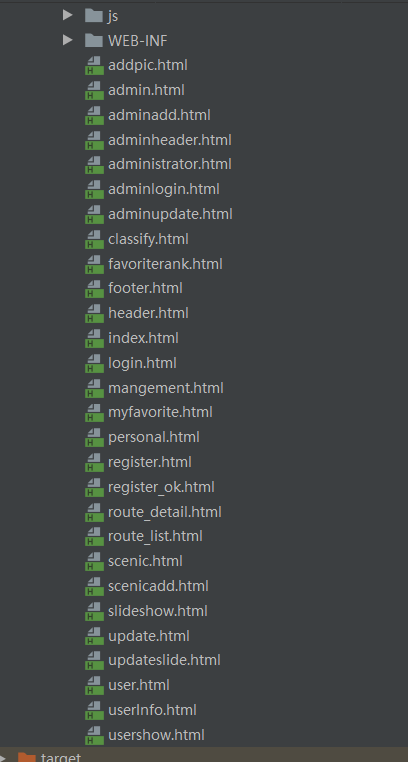 js
WEB-INF
addpic.html
admin.html
adminadd.html
adminheader.html
administrator.html
adminlogin.html
adminupdate.html
classify.html
favoriterank.html
footer.html
header.html
index.html
login.html
mangement.html
myfavorite.html
personal.html
register.html
register_ok.html
route_detail.html
route_list.html
scenic.html
scenicadd.html
slideshow.html
update.html
updateslide.html
user.html
userInfo.html
usershow.html
target